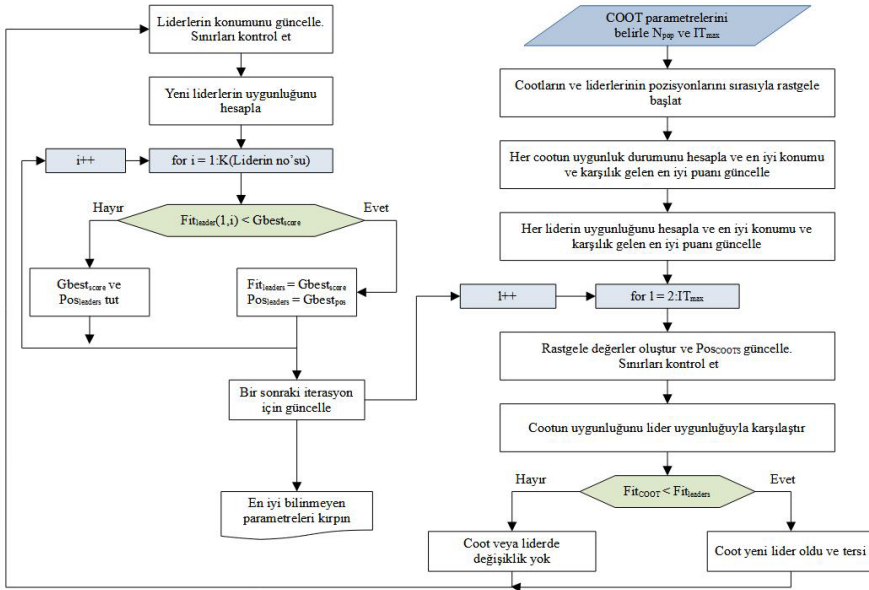 COOT parametrelerini
belirle Npop ve ITmax
Cootların ve liderlerinin pozisyonlarını sırasıyla rastgele
başlat
Her cootun uygunluk durumunu hesapla ve en iyi konumu
ve karşılık gelen en iyi puanı güncelle
Her liderin uygunluğunu hesapla ve en iyi konumu ve
karşılık gelen en iyi puanı güncelle
l++
for l = 2:ITmax
Rastgele değerler oluştur ve PosCOOTS güncelle.
Sınırları kontrol et
Cootun uygunluğunu lider uygunluğuyla karşılaştır
Hayır
FitCOOT < Fitleaders
Evet
Coot veya liderde
değişiklik yok
Coot yeni lider oldu ve tersi
Liderlerin konumunu güncelle.
Sınırları kontrol et
Yeni liderlerin uygunluğunu
hesapla
i++
for i = 1:K(Liderin no’su)
Hayır
Fitleader(1,i) < Gbestscore
Evet
Gbestscore ve
Posleaders tut
Fitleaders = Gbestscore
Posleaders = Gbestpos
Bir sonraki iterasyon
için güncelle
En iyi bilinmeyen
parametreleri kırpın